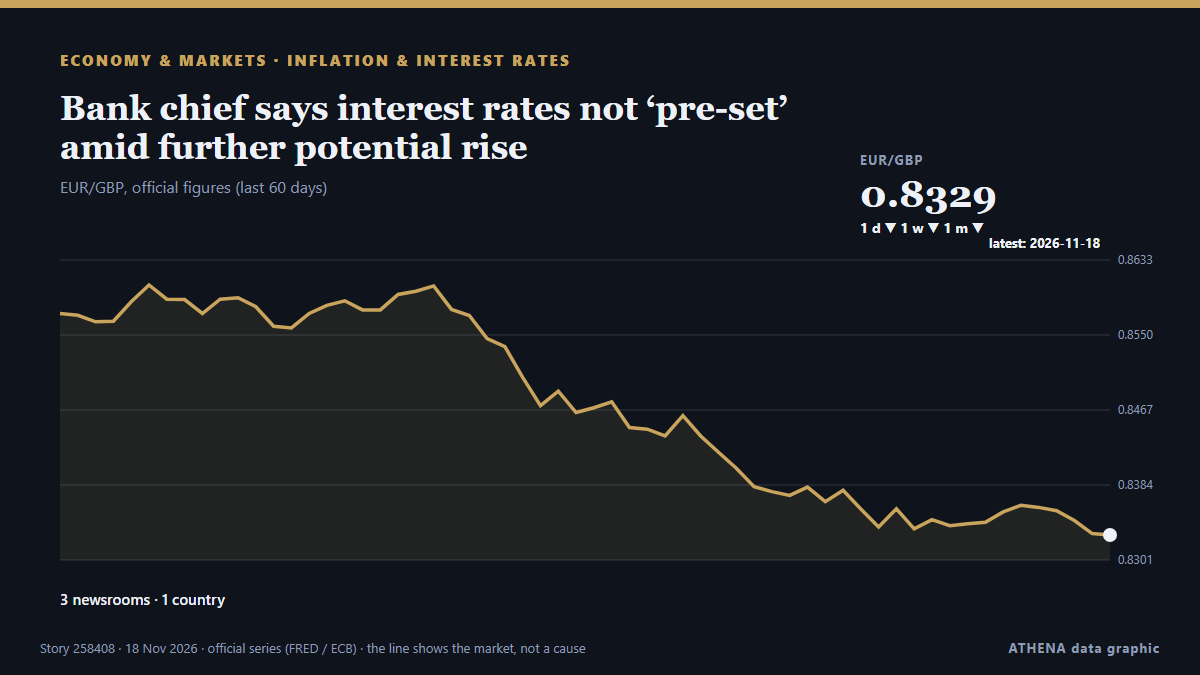 ECONOMY & MARKETS · INFLATION & INTEREST RATES
Bank chief says interest rates not ‘pre-set’
amid further potential rise
EUR/GBP, official figures (last 60 days)
EUR/GBP
0.8329
1 d ▼ 1 w ▼ 1 m ▼
latest: 2026-11-18
0.8633
0.8550
0.8467
0.8384
0.8301
3 newsrooms · 1 country
Story 258408 · 18 Nov 2026 · official series (FRED / ECB) · the line shows the market, not a cause
ATHENA data graphic